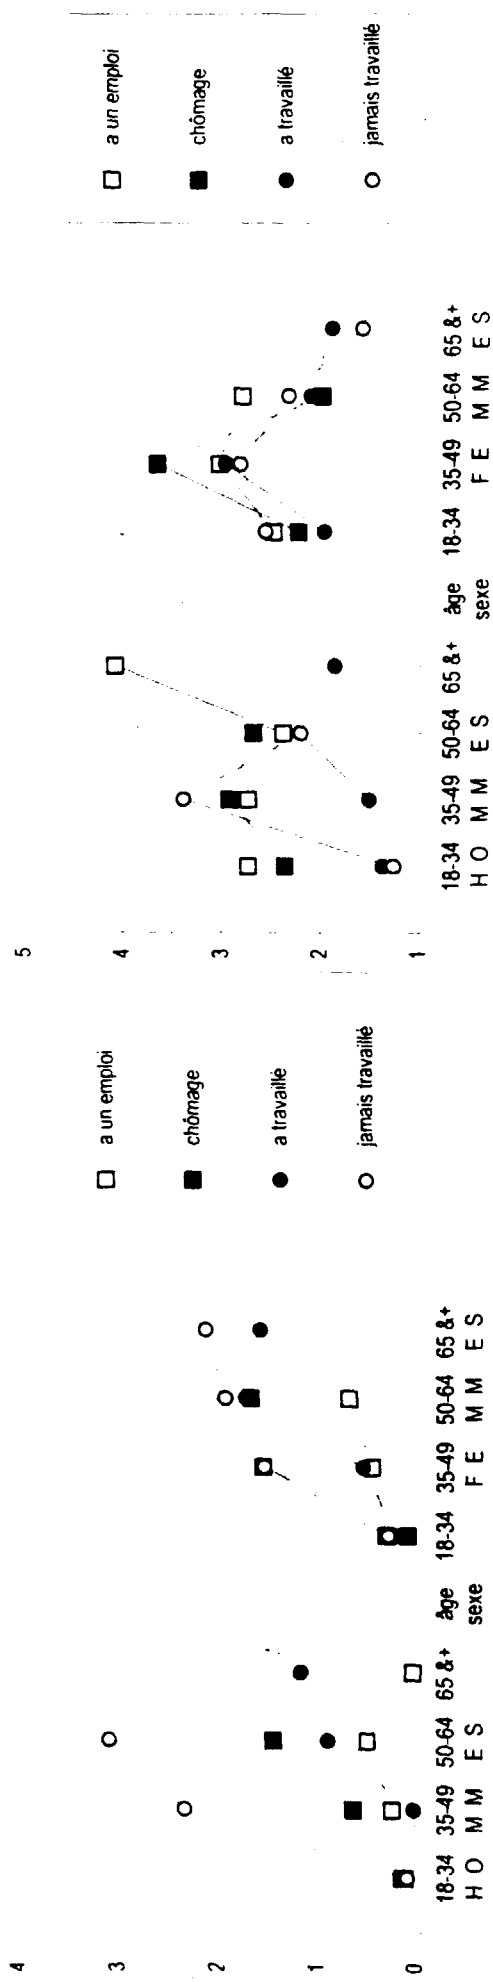 4
3
2
1
0
18-34 35-49 50-64 65 &+ âge 18-34 35-49 50-64 65 &+
H O M M E S sexe F E M M E S
a un emploi
chômage
a travaillé
jamais travaillé
5
4
3
2
1
18-34 35-49 50-64 65 &+ âge 18-34 35-49 50-64 65 &+
H O M M E S sexe F E M M E S
a un emploi
chômage
a travaillé
jamais travaillé